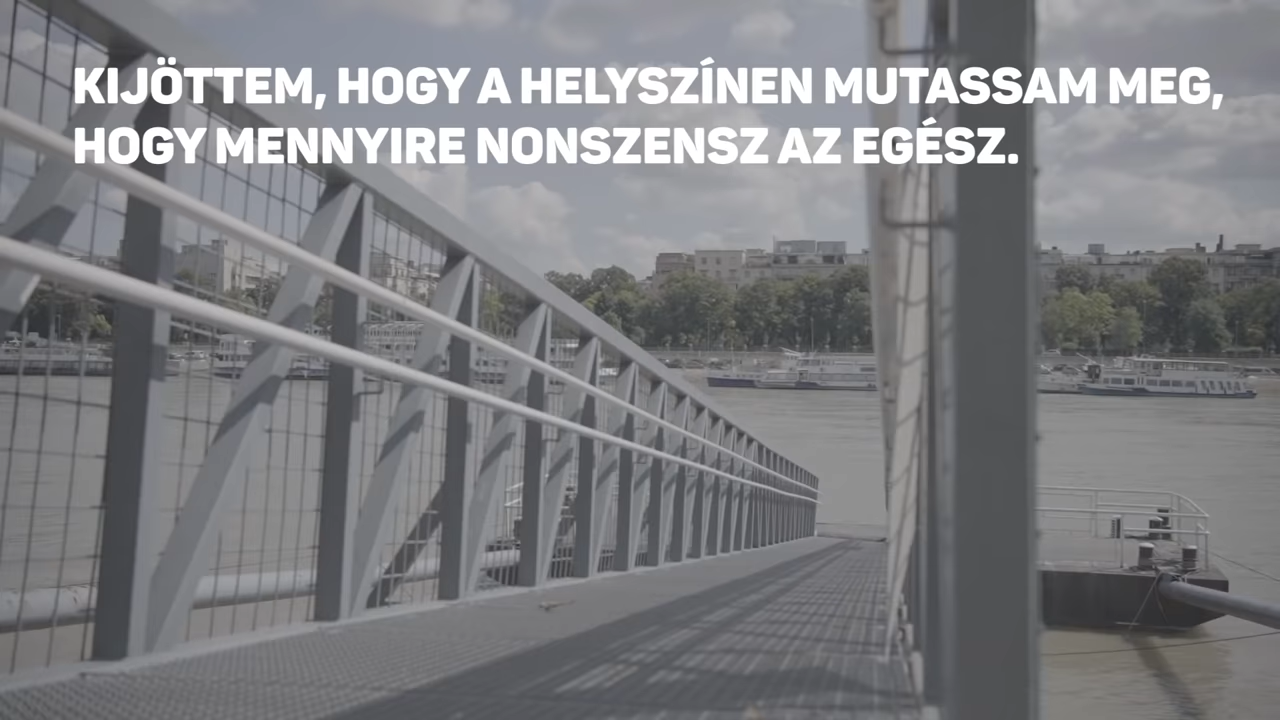 KIJÖTTEM, HOGY A HELYSZÍNEN MUTASSAM MEG,
HOGY MENNYIRE NONSZENSZ AZ EGÉSZ.